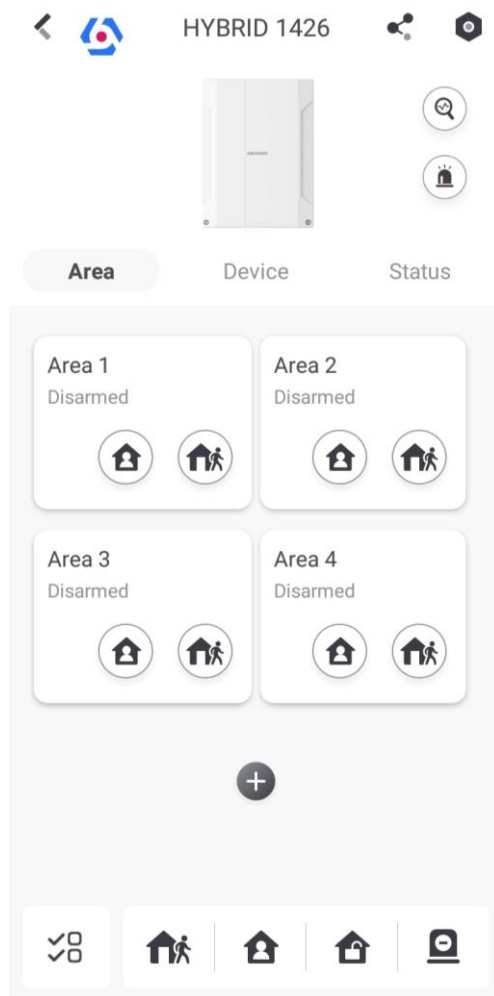 HYBRID 1426
Area
Device
Status
Area 1
Disarmed
Area 2
Disarmed
Area 3
Disarmed
Area 4
Disarmed